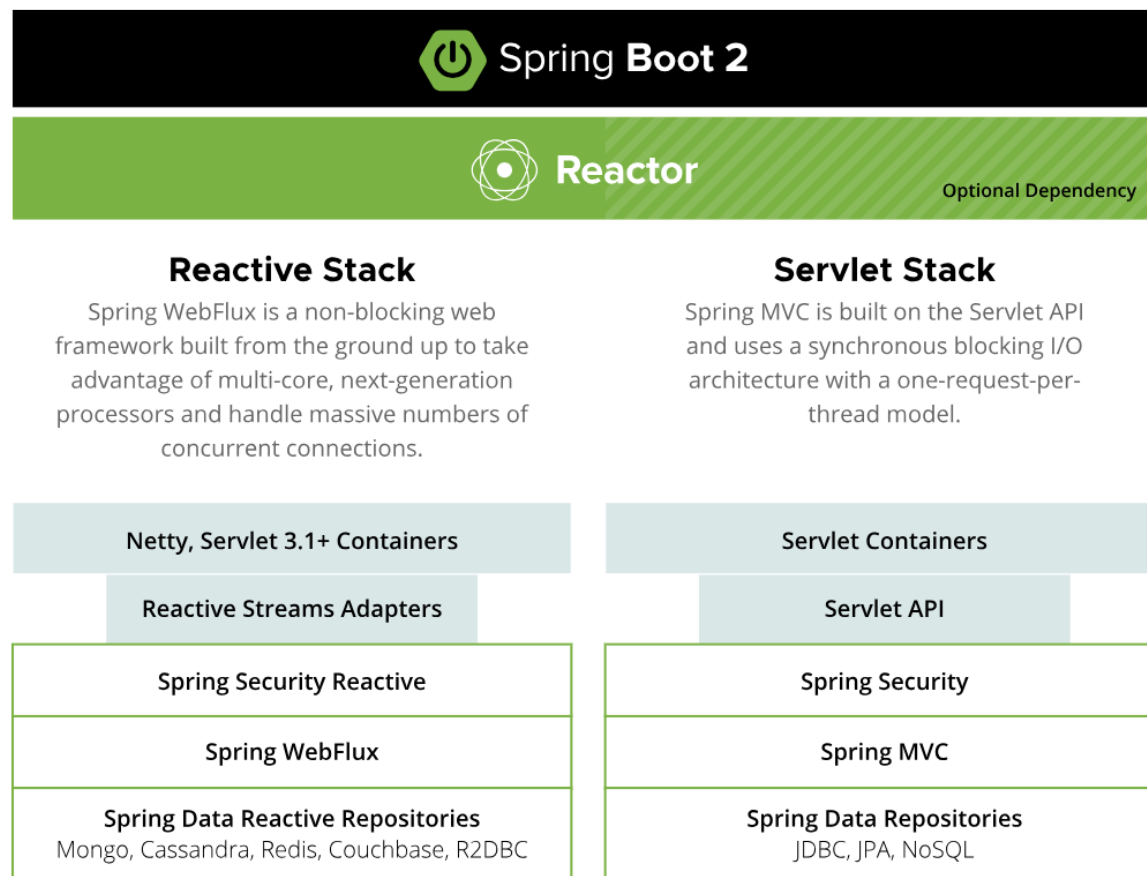 Spring Boot 2
Reactor
Optional Dependency
Reactive Stack
Spring WebFlux is a non-blocking web
framework built from the ground up to take
advantage of multi-core, next-generation
processors and handle massive numbers of
concurrent connections.
Servlet Stack
Spring MVC is built on the Servlet API
and uses a synchronous blocking I/O
architecture with a one-request-per-
thread model.
Netty, Servlet 3.1+ Containers
Servlet Containers
Reactive Streams Adapters
Servlet API
Spring Security Reactive
Spring Security
Spring WebFlux
Spring MVC
Spring Data Reactive Repositories
Mongo, Cassandra, Redis, Couchbase, R2DBC
Spring Data Repositories
JDBC, JPA, NoSQL